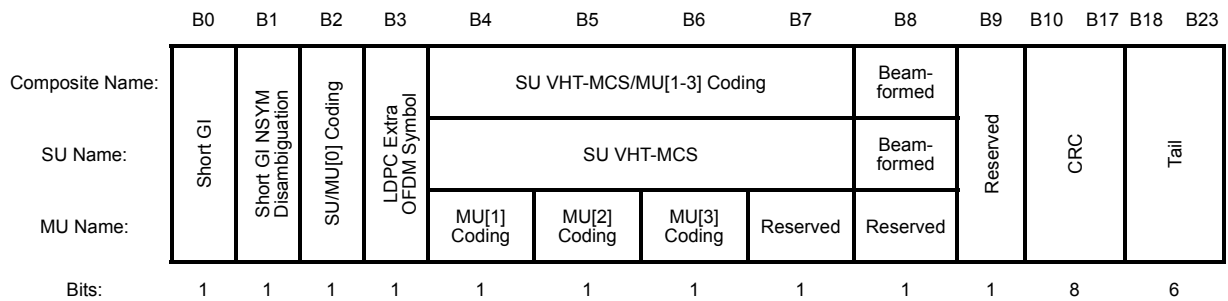 B0 B1 B2 B3 B4 B5 B6 B7 B8 B9 B10 B17 B18 B23
Composite Name:
Short GI
Short GI NSYM
Disambiguation
SU/MU[0] Coding
LDPC Extra
OFDM Symbol
SU VHT-MCS/MU[1-3] Coding
Beam-
formed
Reserved
CRC
Tail
SU Name:
SU VHT-MCS
Beam-
formed
MU Name:
MU[1]
Coding
MU[2]
Coding
MU[3]
Coding
Reserved
Reserved
Bits: 1 1 1 1 1 1 1 1 1 1 8 6